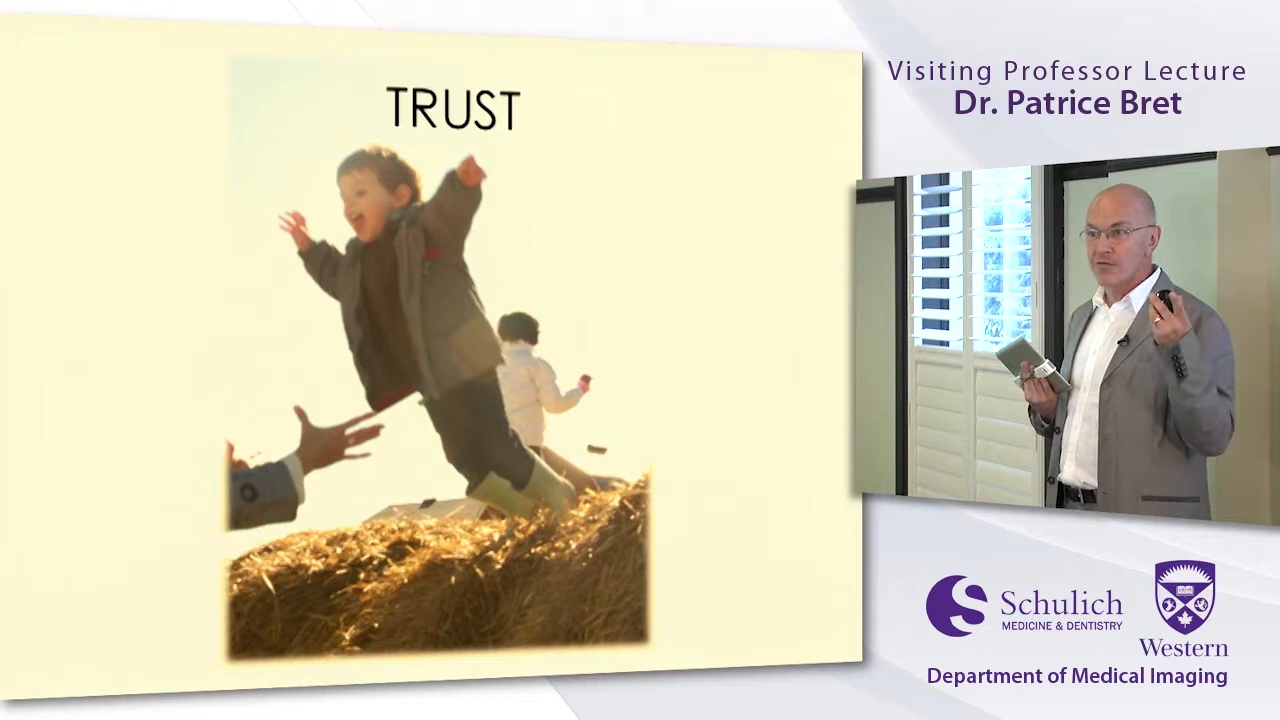 TRUST
Visiting Professor Lecture
Dr. Patrice Bret
Schulich
MEDICINE & DENTISTRY
Western
Department of Medical Imaging